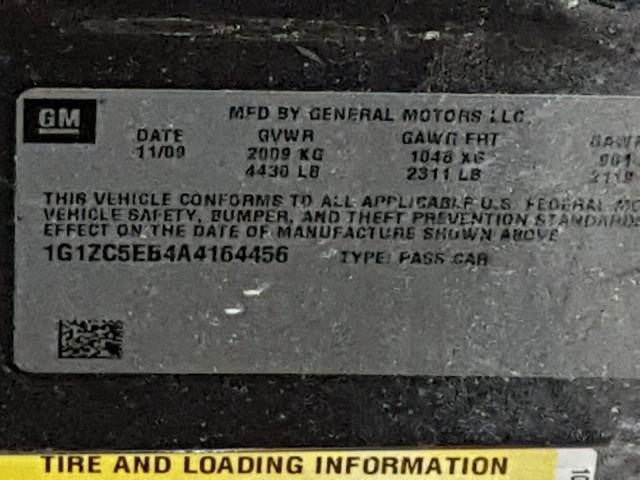 GM
MFD BY GENERAL MOTORS LLC
DATE GVWR GAWR FRT
11/09 2009 KG 1048 KG
4430 LB 2311 LB
THIS VEHICLE CONFORMS TO ALL APPLICABLE U.S. FEDERAL
VEHICLE SAFETY, BUMPER, AND THEFT PREVENTION STANDARDS
EFFECT ON THE DATE OF MANUFACTURE SHOWN ABOVE
1G1ZC5EB4A4164456 TYPE: PASS CAR
TIRE AND LOADING INFORMATION